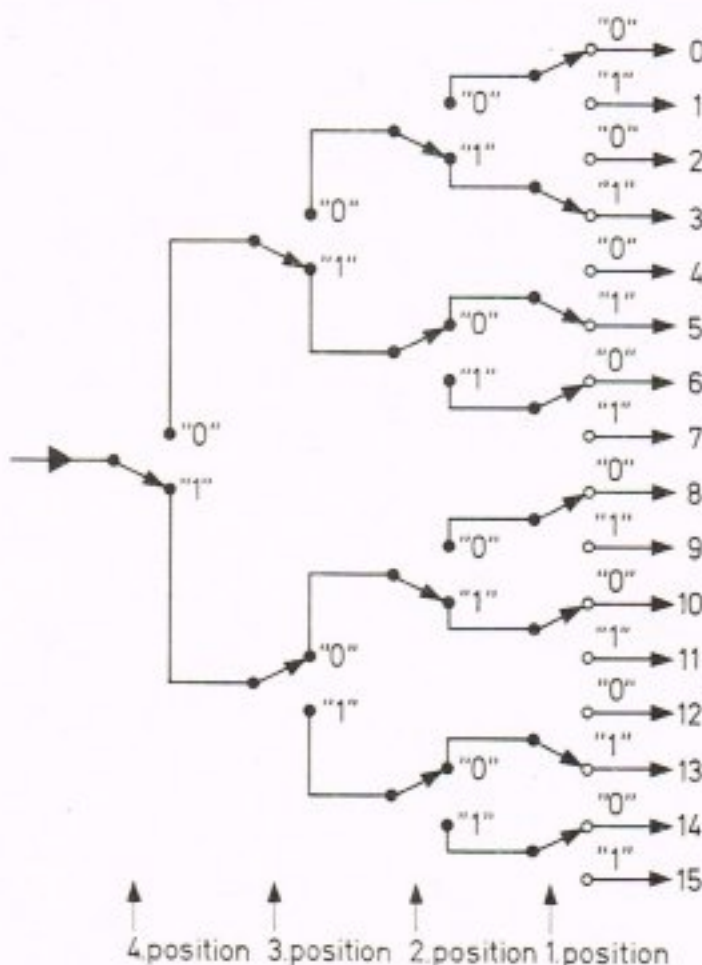 "0" 0
"0" "1" 1
"1" "0" 2
"0" "1" 3
"1" "0" 4
"0" "1" 5
"1" "0" 6
"0" "1" 7
"1" "0" 8
"0" "1" 9
"1" "0" 10
"0" "1" 11
"1" "0" 12
"0" "1" 13
"1" "0" 14
"1" 15
4.position 3.position 2.position 1.position